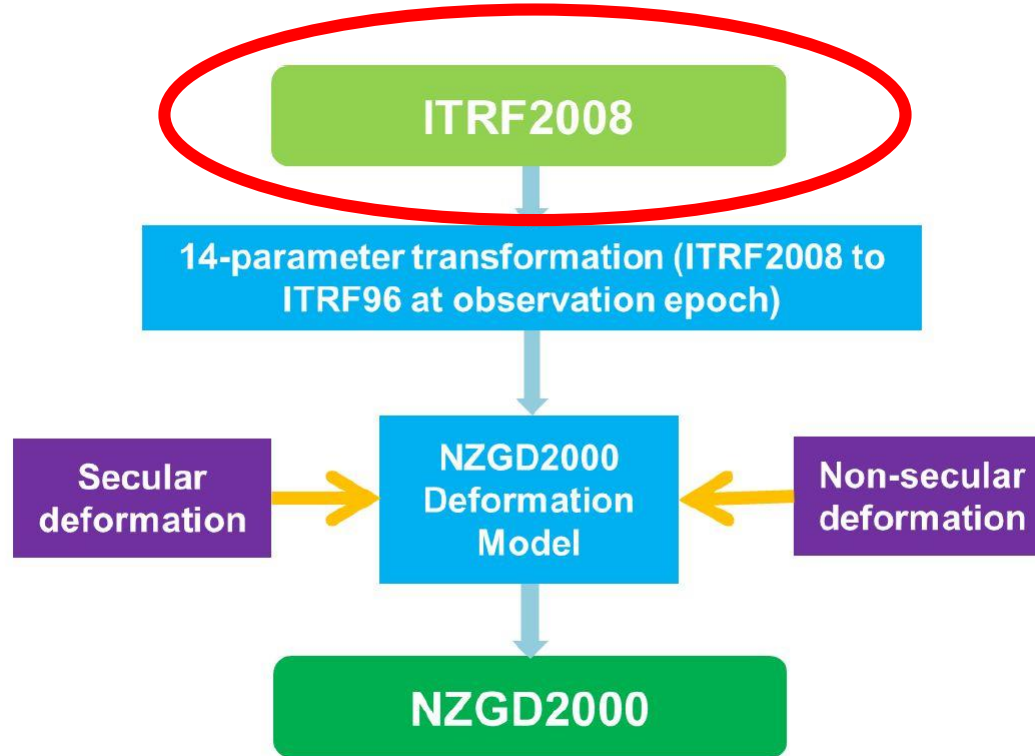 ITRF2008
14-parameter transformation (ITRF2008 to
ITRF96 at observation epoch)
Secular
deformation
NZGD2000
Deformation
Model
Non-secular
deformation
NZGD2000